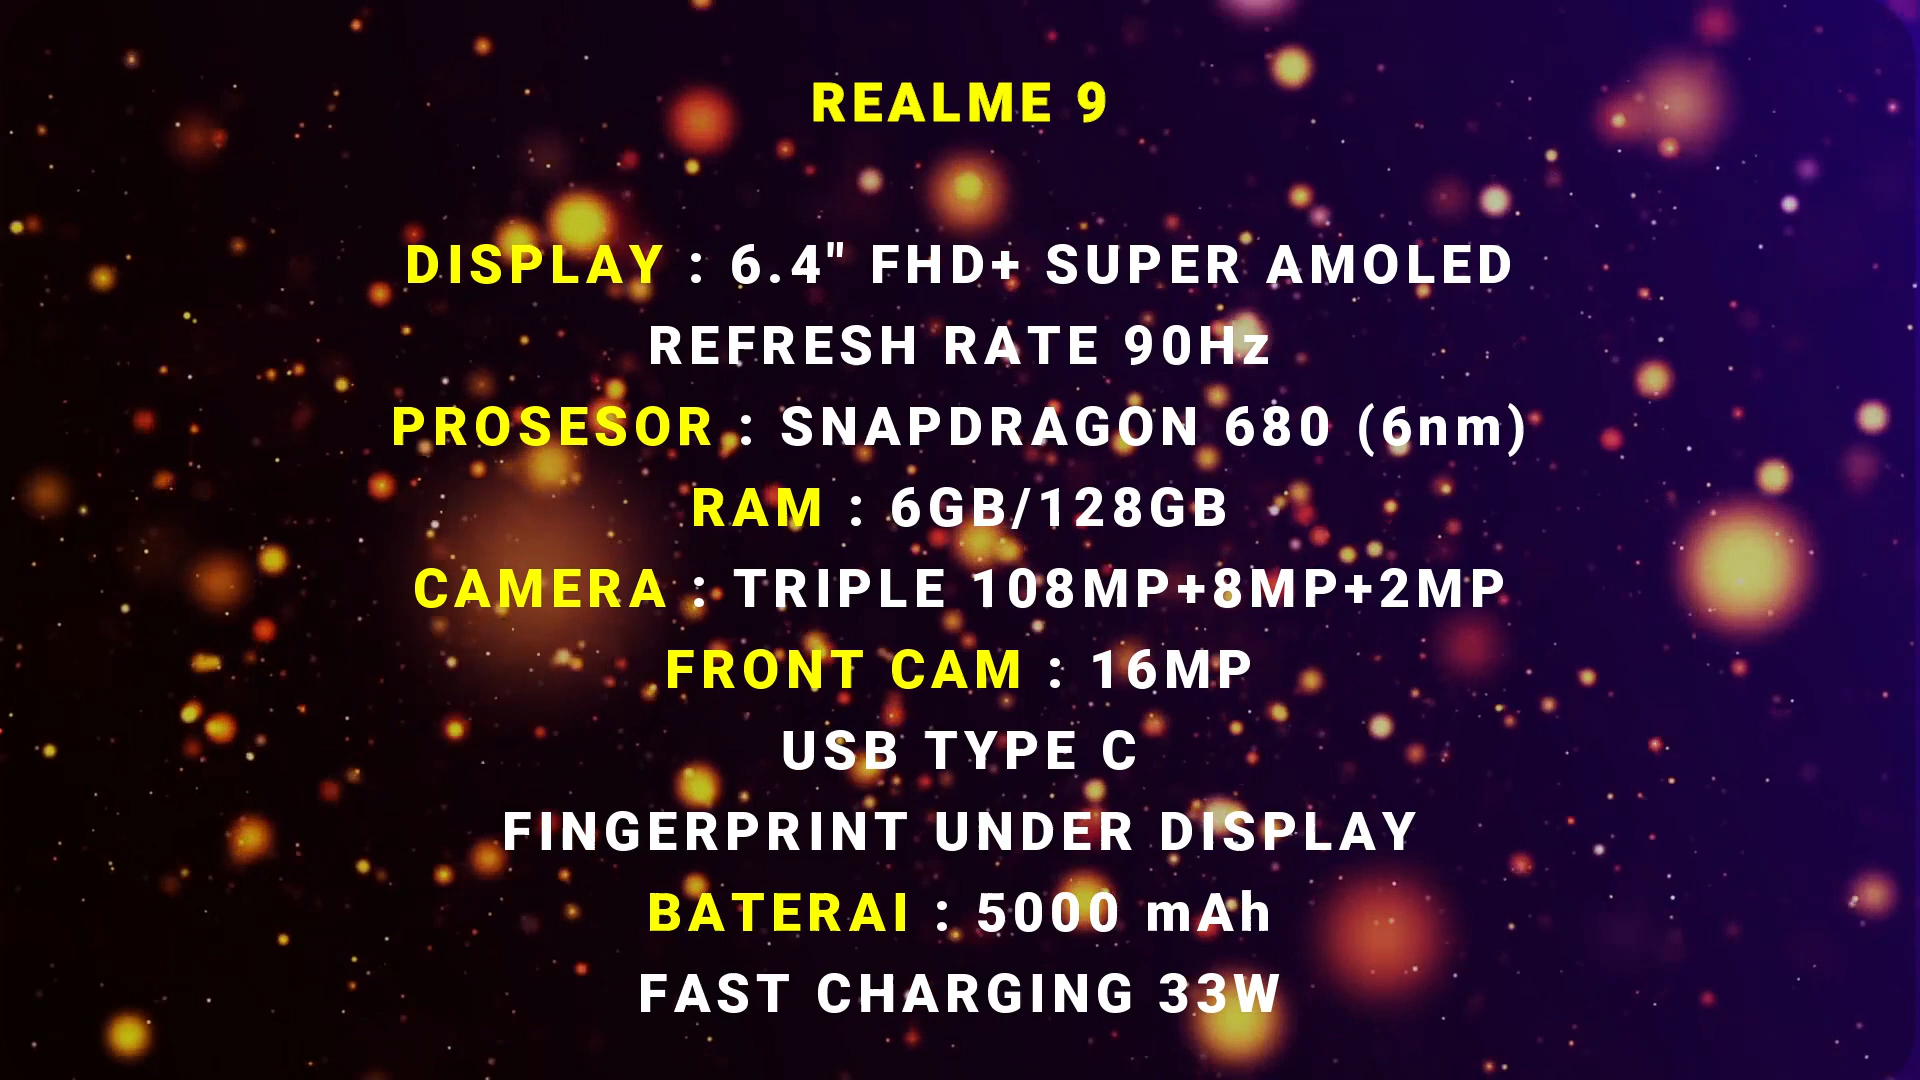 REALME 9
DISPLAY : 6.4" FHD+ SUPER AMOLED
REFRESH RATE 90Hz
PROSESOR : SNAPDRAGON 680 (6nm)
RAM : 6GB/128GB
CAMERA : TRIPLE 108MP+8MP+2MP
FRONT CAM : 16MP
USB TYPE C
FINGERPRINT UNDER DISPLAY
BATERAI : 5000 mAh
FAST CHARGING 33W